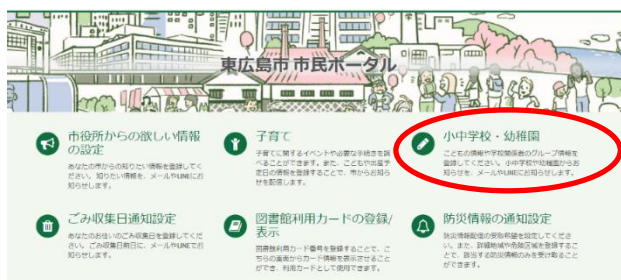 東広島市 市民ポータル
市役所からの欲しい情報
の設定
あなたの市からの知りたい情報を登録してく
ださい。知りたい情報を、メールやLINEでお
知らせします。
子育て
子育てに関するイベントや必要な手続きを調
べることができます。また、こどもや出産予
定日の情報を登録することで、市からお知ら
せを配信します。
小中学校・幼稚園
こどもの情報や学校関係者のグループ情報を
登録してください。小中学校や幼稚園からお
知らせを、メールやLINEにお知らせします。
ごみ収集日通知設定
あなたのお住いのごみ収集日を登録してくだ
さい。ごみ収集日前日に、メールやLINEでお
知らせします。
図書館利用カードの登録/
表示
図書館利用カード番号を登録することで、こ
ちらの画面からカード情報を表示させること
ができ、利用カードとして使用できます。
防災情報の通知設定
防災情報配信の受取希望を設定してくださ
い。また、詳細地域や危険区域を登録するこ
とで、該当する防災情報のみを受け取ること
ができます。